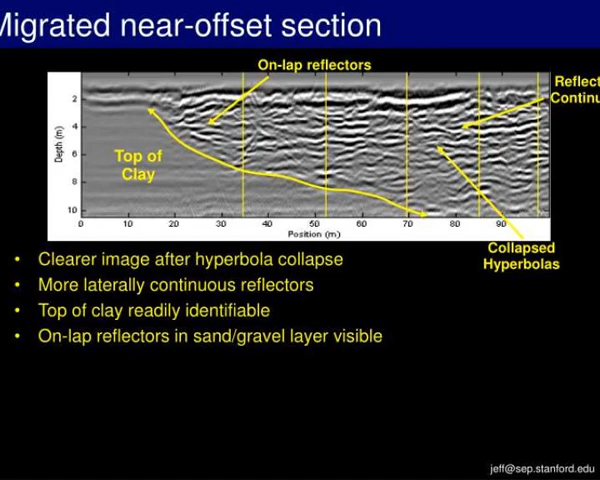 Migrated near-offset section
On-lap reflectors
Reflect
Continu
Top of
Clay
Depth (m)
2
4
6
8
10
0 10 20 30 40 50 60 70 80 90
Position (m)
Collapsed
Hyperbolas
• Clearer image after hyperbola collapse
• More laterally continuous reflectors
• Top of clay readily identifiable
• On-lap reflectors in sand/gravel layer visible
jeff@sep.stanford.edu